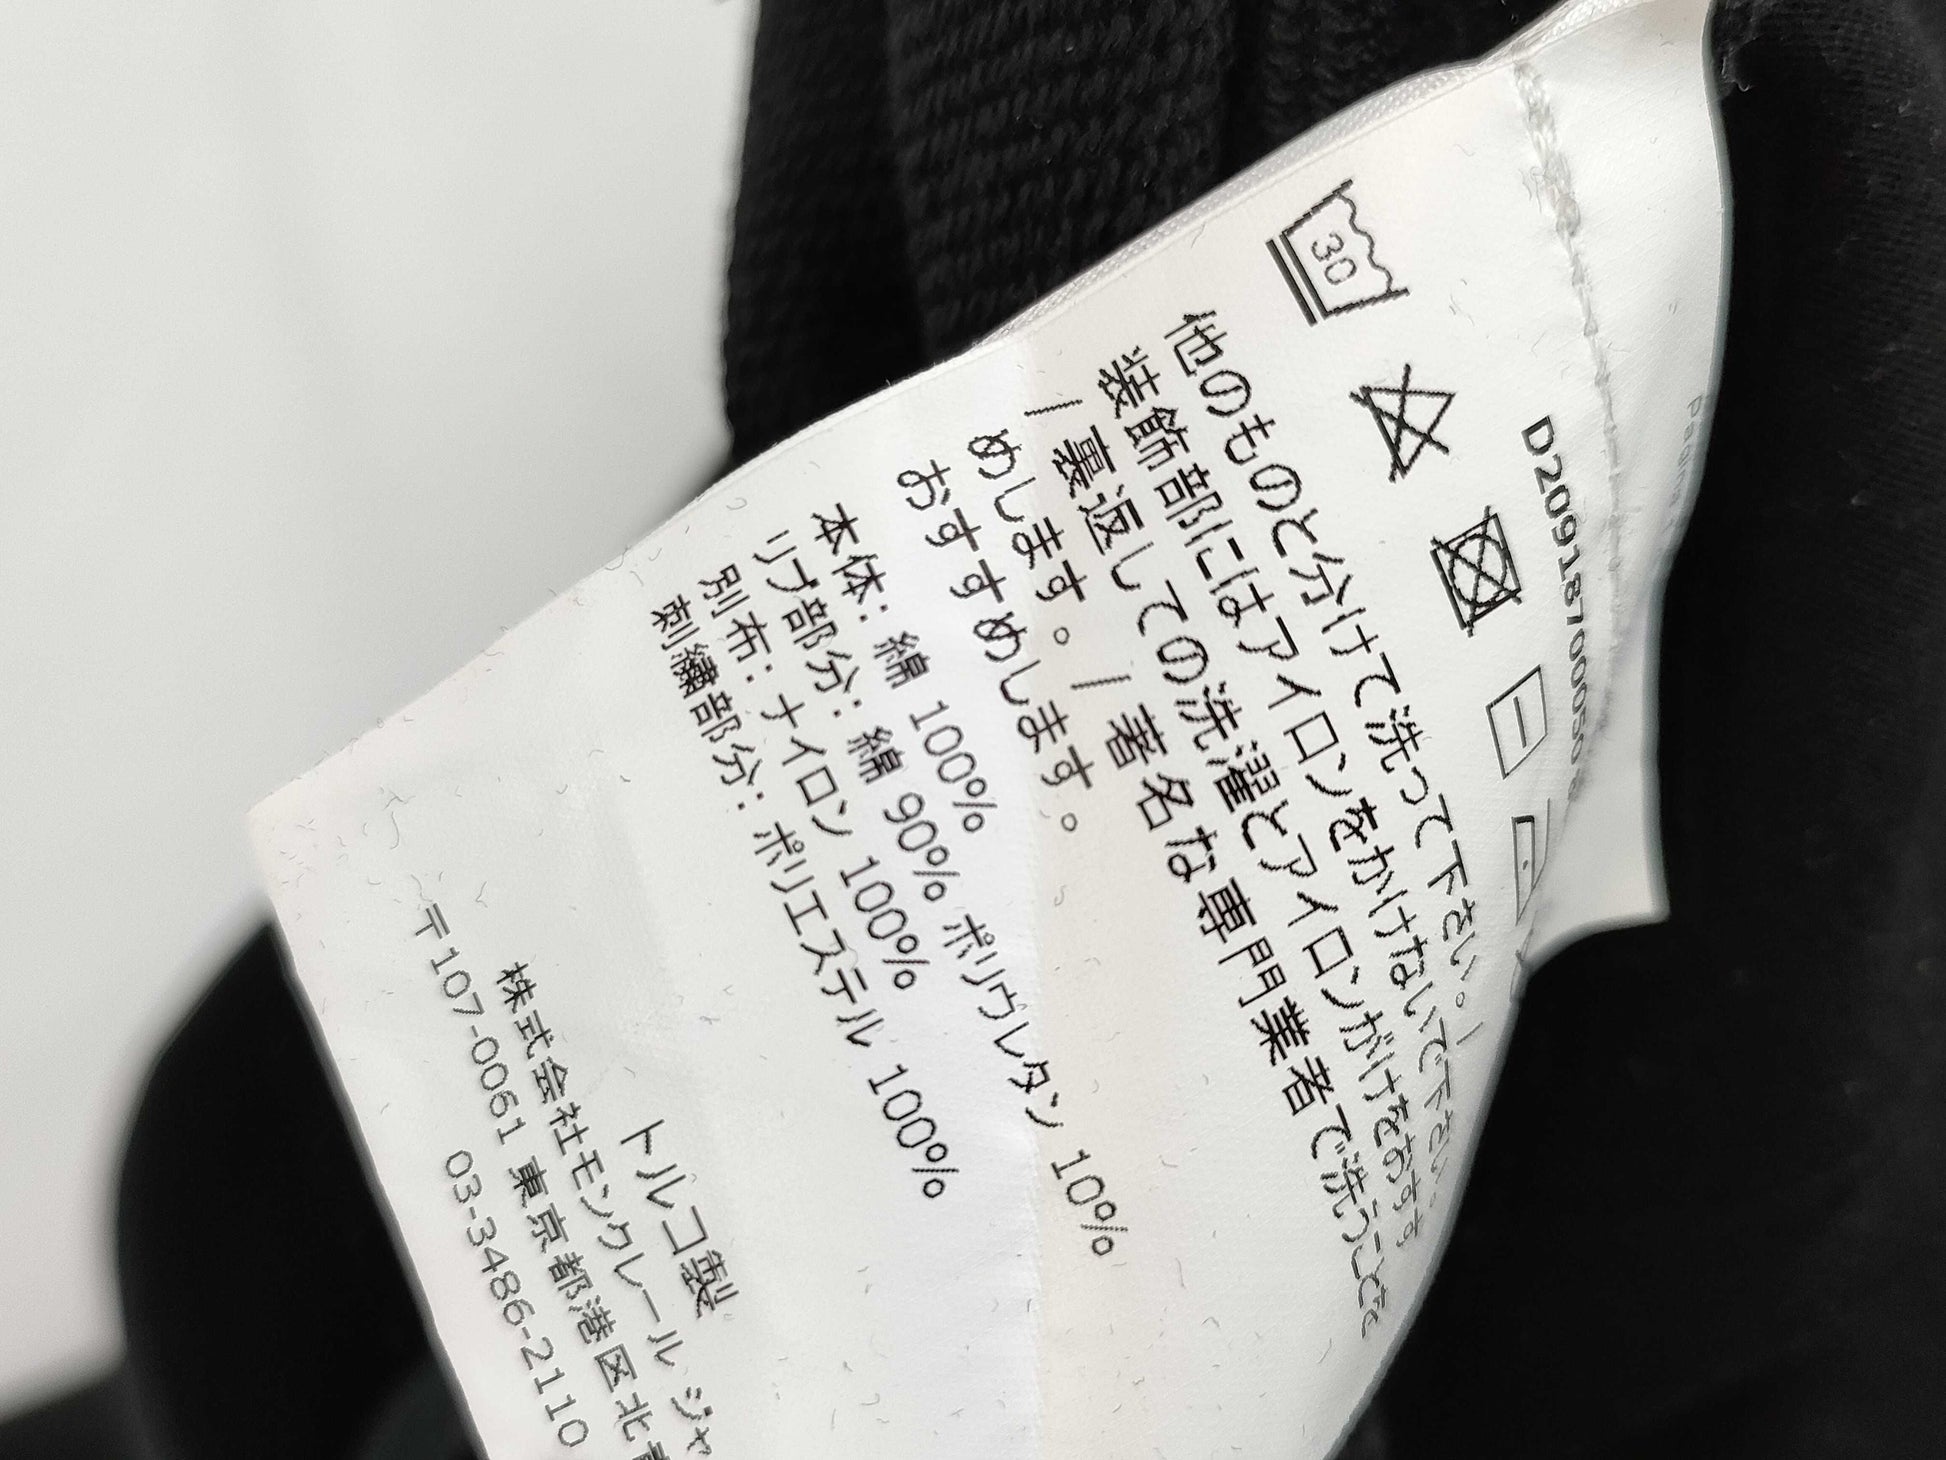 30
他のものと分けて洗って下さい。/
装飾部にはアイロンをかけないで下さい。
/ 裏返しての洗濯とアイロンがけをおすす
めします。/ 著名な専門業者で洗うことを
おすすめします。
本体: 綿 100%
リブ部分: 綿 90% ポリウレタン 10%
別布: ナイロン 100%
刺繍部分: ポリエステル 100%
トルコ製
株式会社モンクレール ジャ
〒107-0061 東京都港区北
03-3486-2110